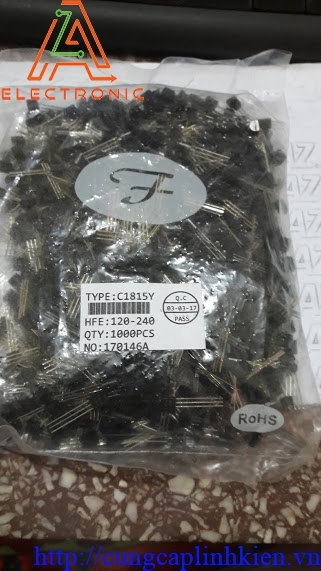 ELECTRONIC
F
TYPE:C1815Y
HFE:120-240
QTY:1000PCS
NO:170146A
Q.C
03-03-17
PASS
RoHS
http://cungcaplinhkien.vn